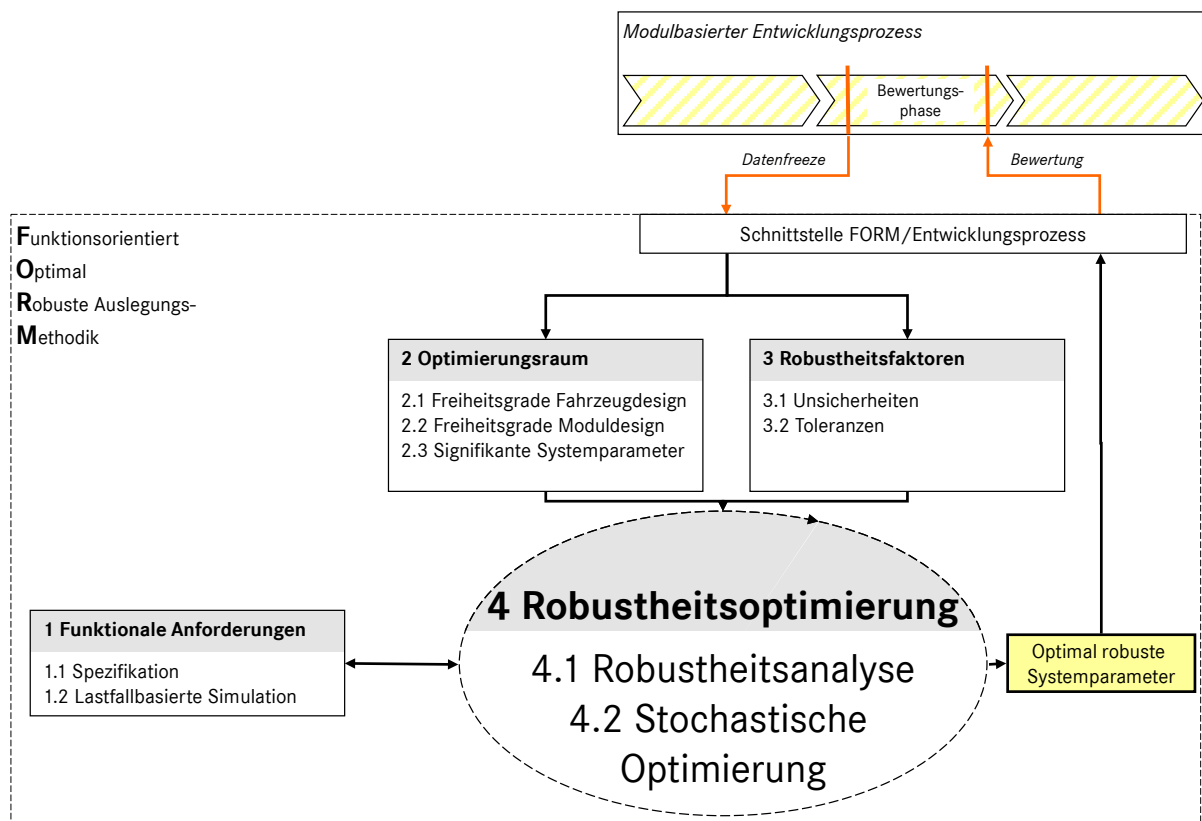 Modulbasierter Entwicklungsprozess
Bewertungs-
phase
Datenfreeze
Bewertung
Funktionsorientiert
Optimal
Robuste Auslegungs-
Methodik
Schnittstelle FORM/Entwicklungsprozess
2 Optimierungsraum
2.1 Freiheitsgrade Fahrzeugdesign
2.2 Freiheitsgrade Moduldesign
2.3 Signifikante Systemparameter
3 Robustheitsfaktoren
3.1 Unsicherheiten
3.2 Toleranzen
1 Funktionale Anforderungen
1.1 Spezifikation
1.2 Lastfallbasierte Simulation
4 Robustheitsoptimierung
4.1 Robustheitsanalyse
4.2 Stochastische
Optimierung
Optimal robuste
Systemparameter